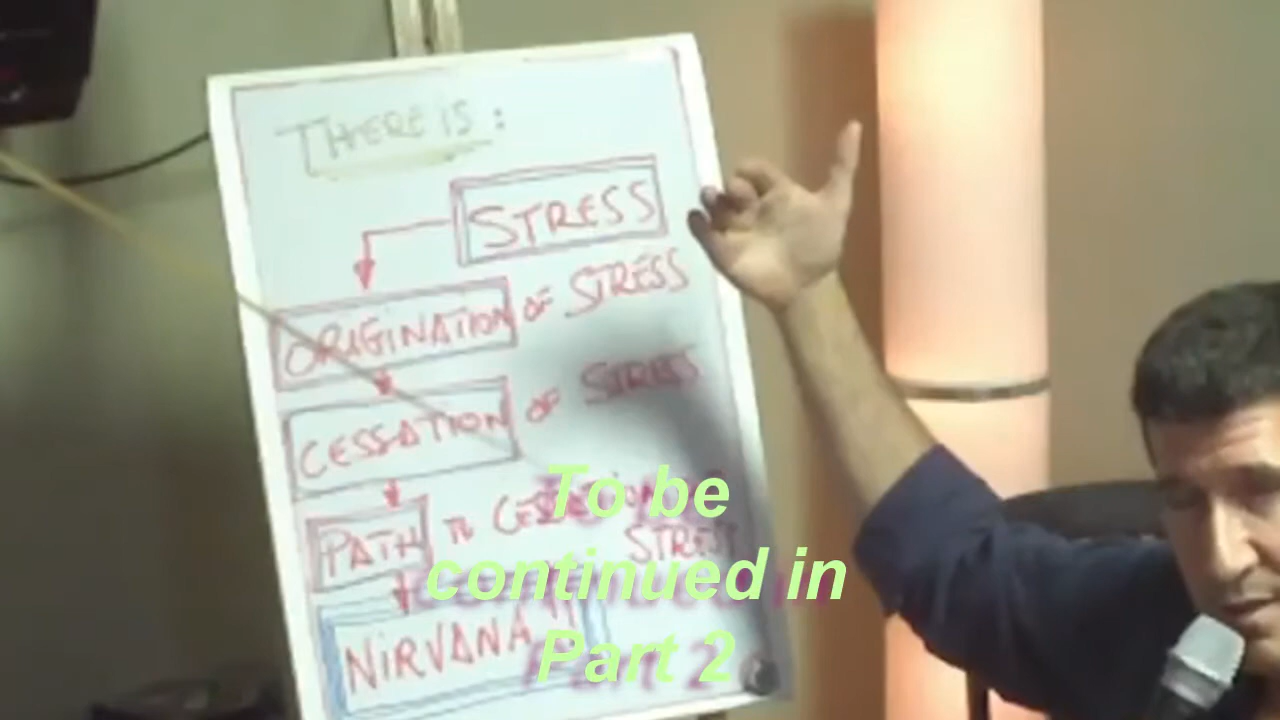 THERE IS:
STRESS
ORIGINATION OF STRESS
CESSATION OF STRESS
PATH TO CESSATION
STRESS
NIRVANA !!
To be
continued in
Part 2